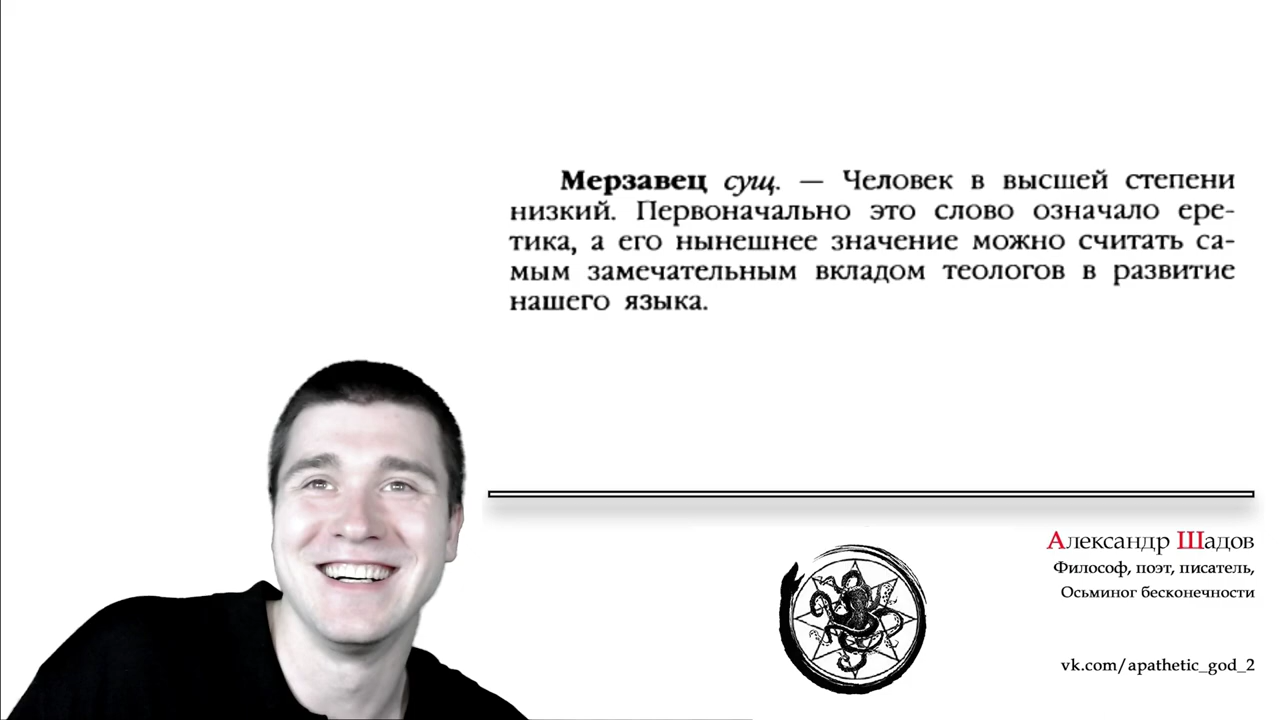 Мерзавец сущ. — Человек в высшей степени
низкий. Первоначально это слово означало ере-
тика, а его нынешнее значение можно считать са-
мым замечательным вкладом теологов в развитие
нашего языка.
Александр Шадов
Философ, поэт, писатель,
Осьминог бесконечности
vk.com/apathetic_god_2